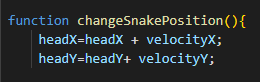 function changeSnakePosition(){
    headX=headX + velocityX;
    headY=headY+ velocityY;